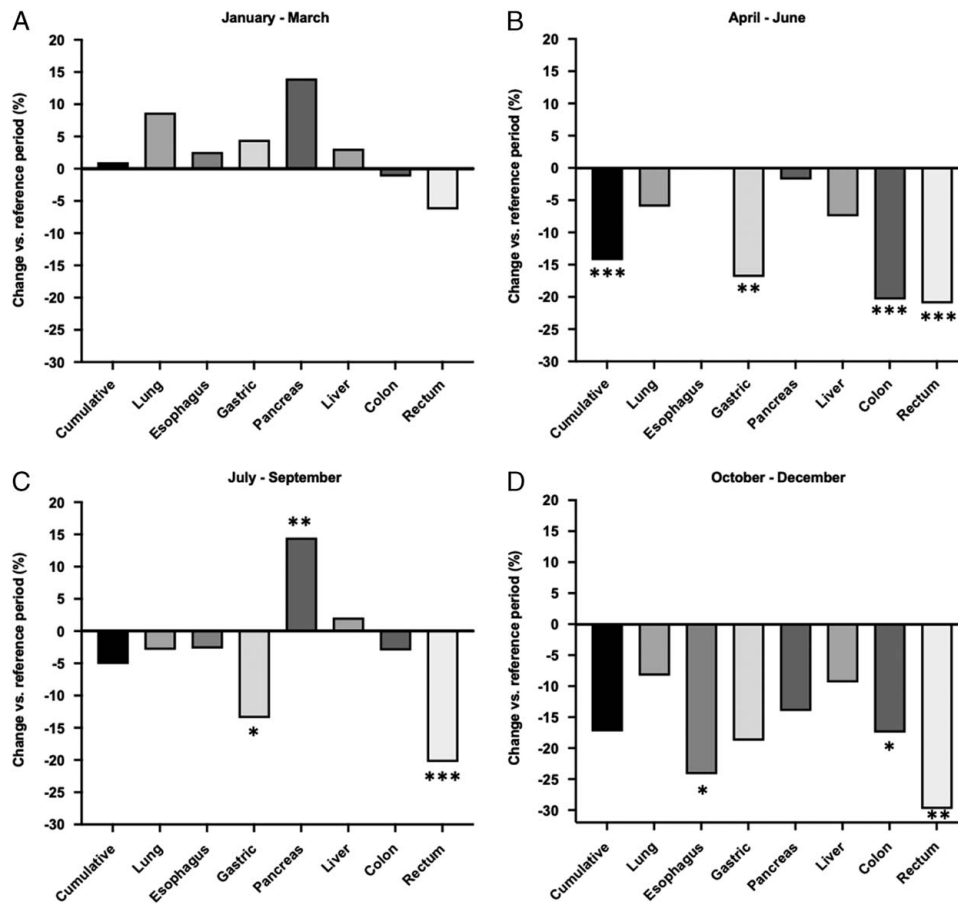 A
January - March
Change vs. reference period (%)
20
15
10
5
0
-5
-10
-15
-20
-25
-30
Cumulative
Lung
Esophagus
Gastric
Pancreas
Liver
Colon
Rectum
B
April - June
Change vs. reference period (%)
20
15
10
5
0
-5
-10
-15
-20
-25
-30
***
**
***
***
Cumulative
Lung
Esophagus
Gastric
Pancreas
Liver
Colon
Rectum
C
July - September
Change vs. reference period (%)
20
15
10
5
0
-5
-10
-15
-20
-25
-30
**
*
***
Cumulative
Lung
Esophagus
Gastric
Pancreas
Liver
Colon
Rectum
D
October - December
Change vs. reference period (%)
20
15
10
5
0
-5
-10
-15
-20
-25
-30
*
*
**
Cumulative
Lung
Esophagus
Gastric
Pancreas
Liver
Colon
Rectum